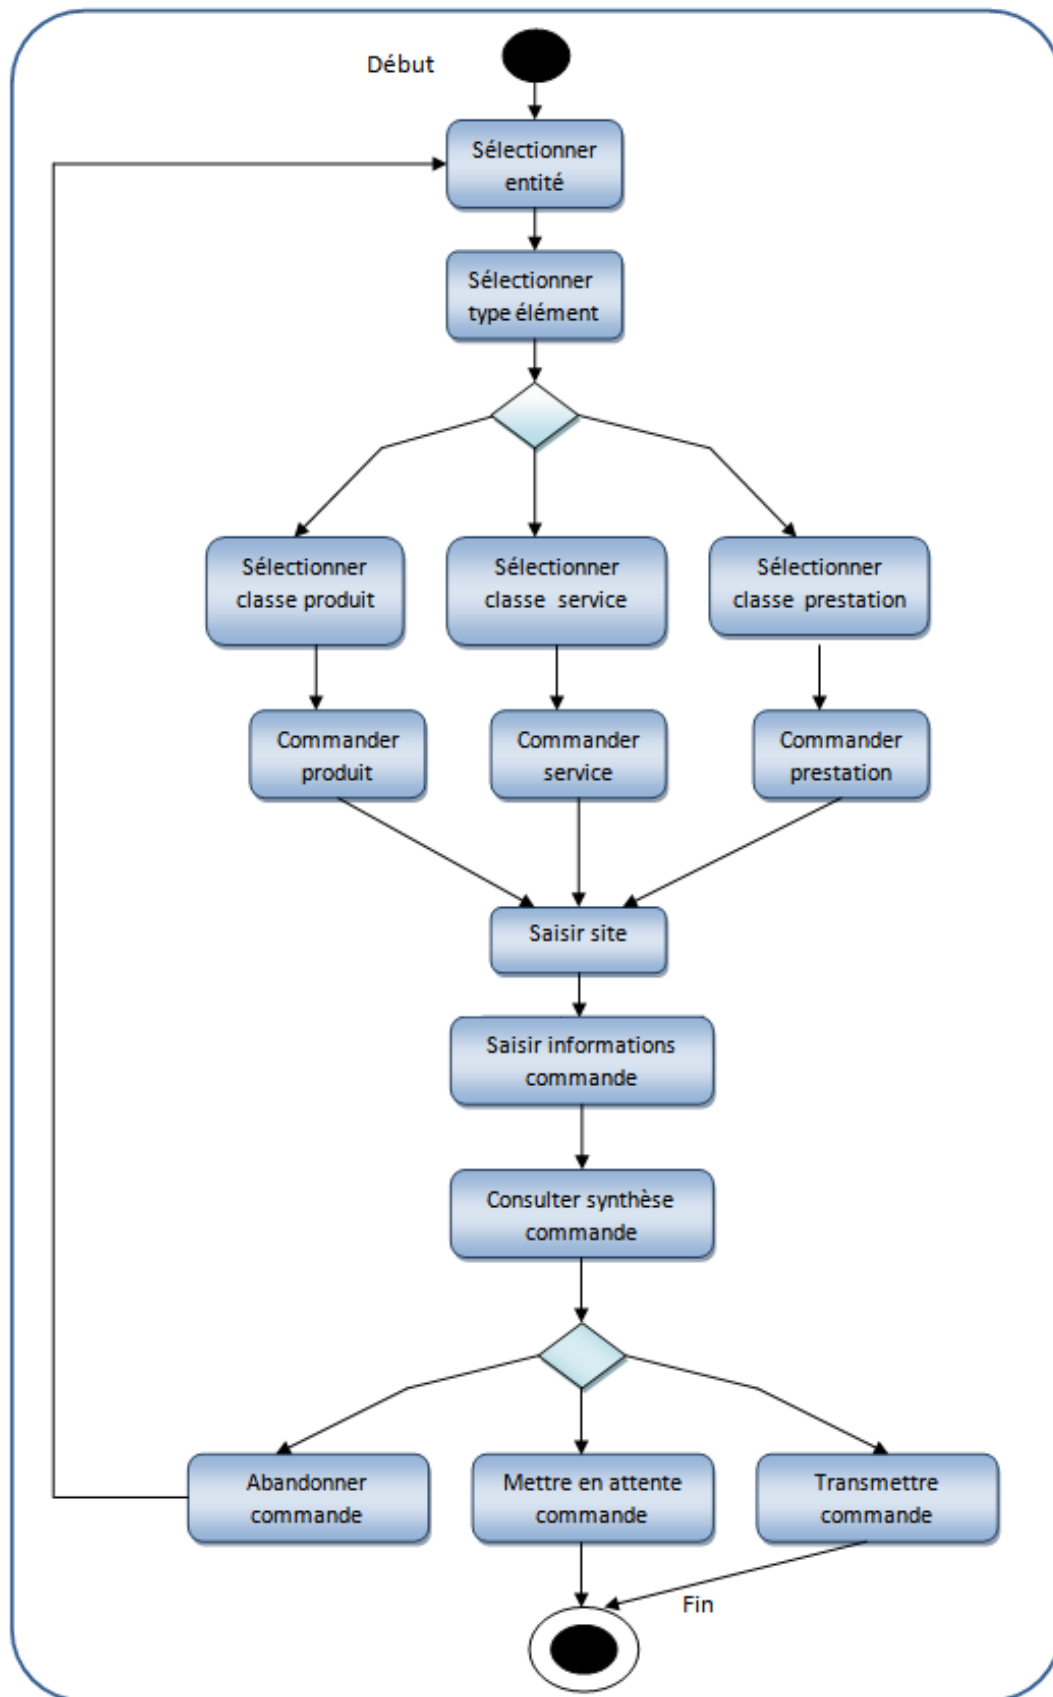 Début
Sélectionner
entité
Sélectionner
type élément
Sélectionner
classe produit
Sélectionner
classe service
Sélectionner
classe prestation
Commander
produit
Commander
service
Commander
prestation
Saisir site
Saisir informations
commande
Consulter synthèse
commande
Abandonner
commande
Mettre en attente
commande
Transmettre
commande
Fin